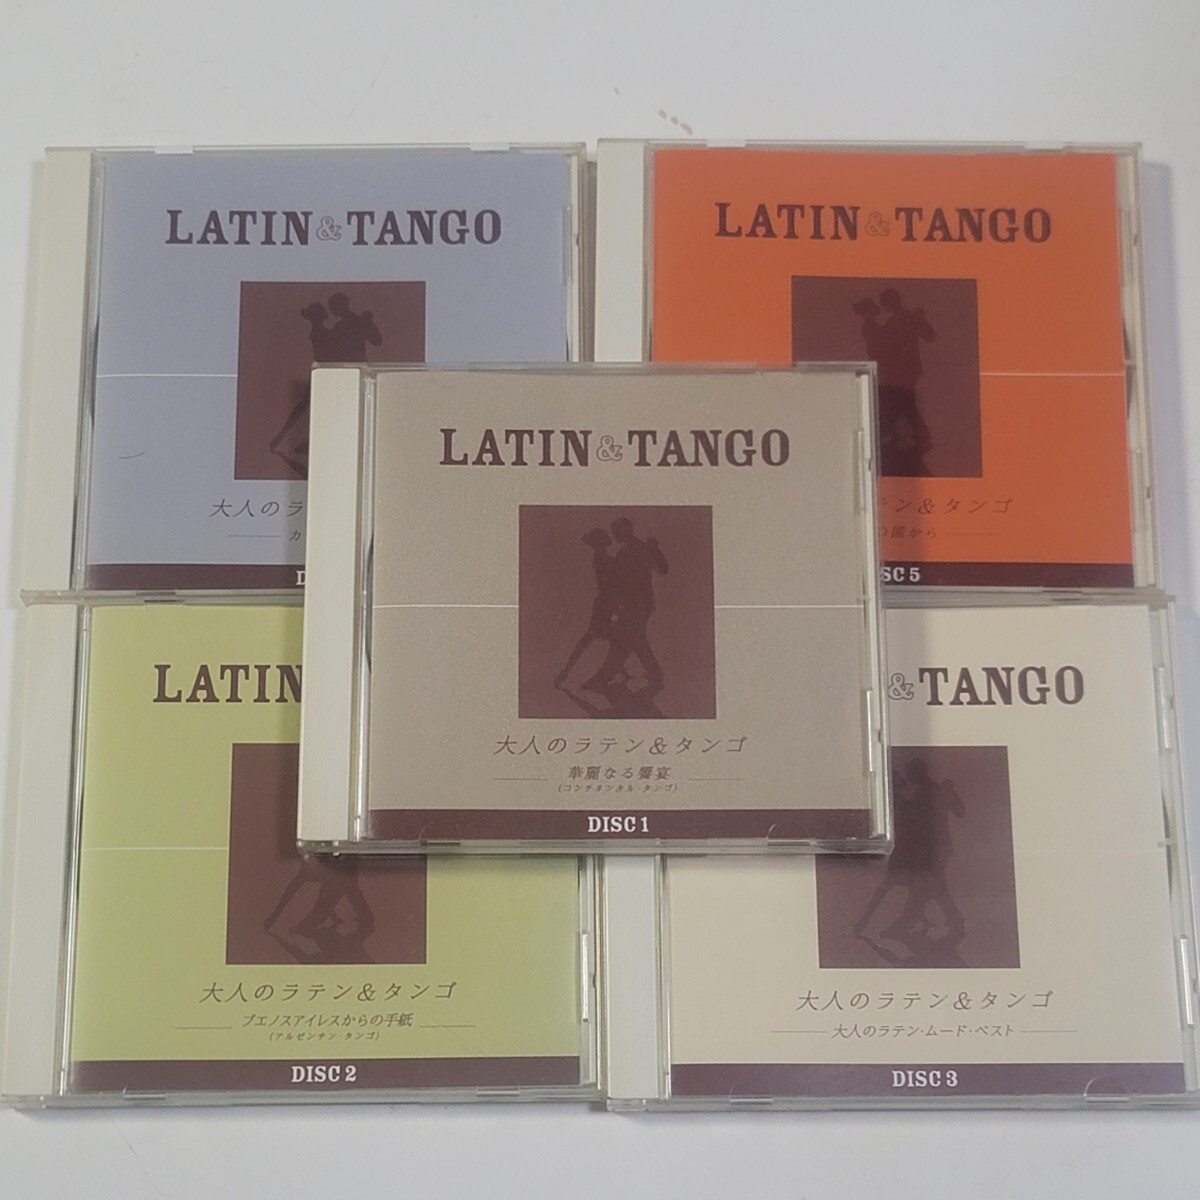 LATIN & TANGO
大人のラ
カ
D
LATIN & TANGO
テン&タンゴ
の国から
SC 5
LATIN & TANGO
大人のラテン&タンゴ
華麗なる饗宴
(コンチネンタル・タンゴ)
DISC 1
LATIN
大人のラテン&タンゴ
ブエノスアイレスからの手紙
(アルゼンチン・タンゴ)
DISC 2
& TANGO
大人のラテン&タンゴ
大人のラテン・ムード・ベスト
DISC 3